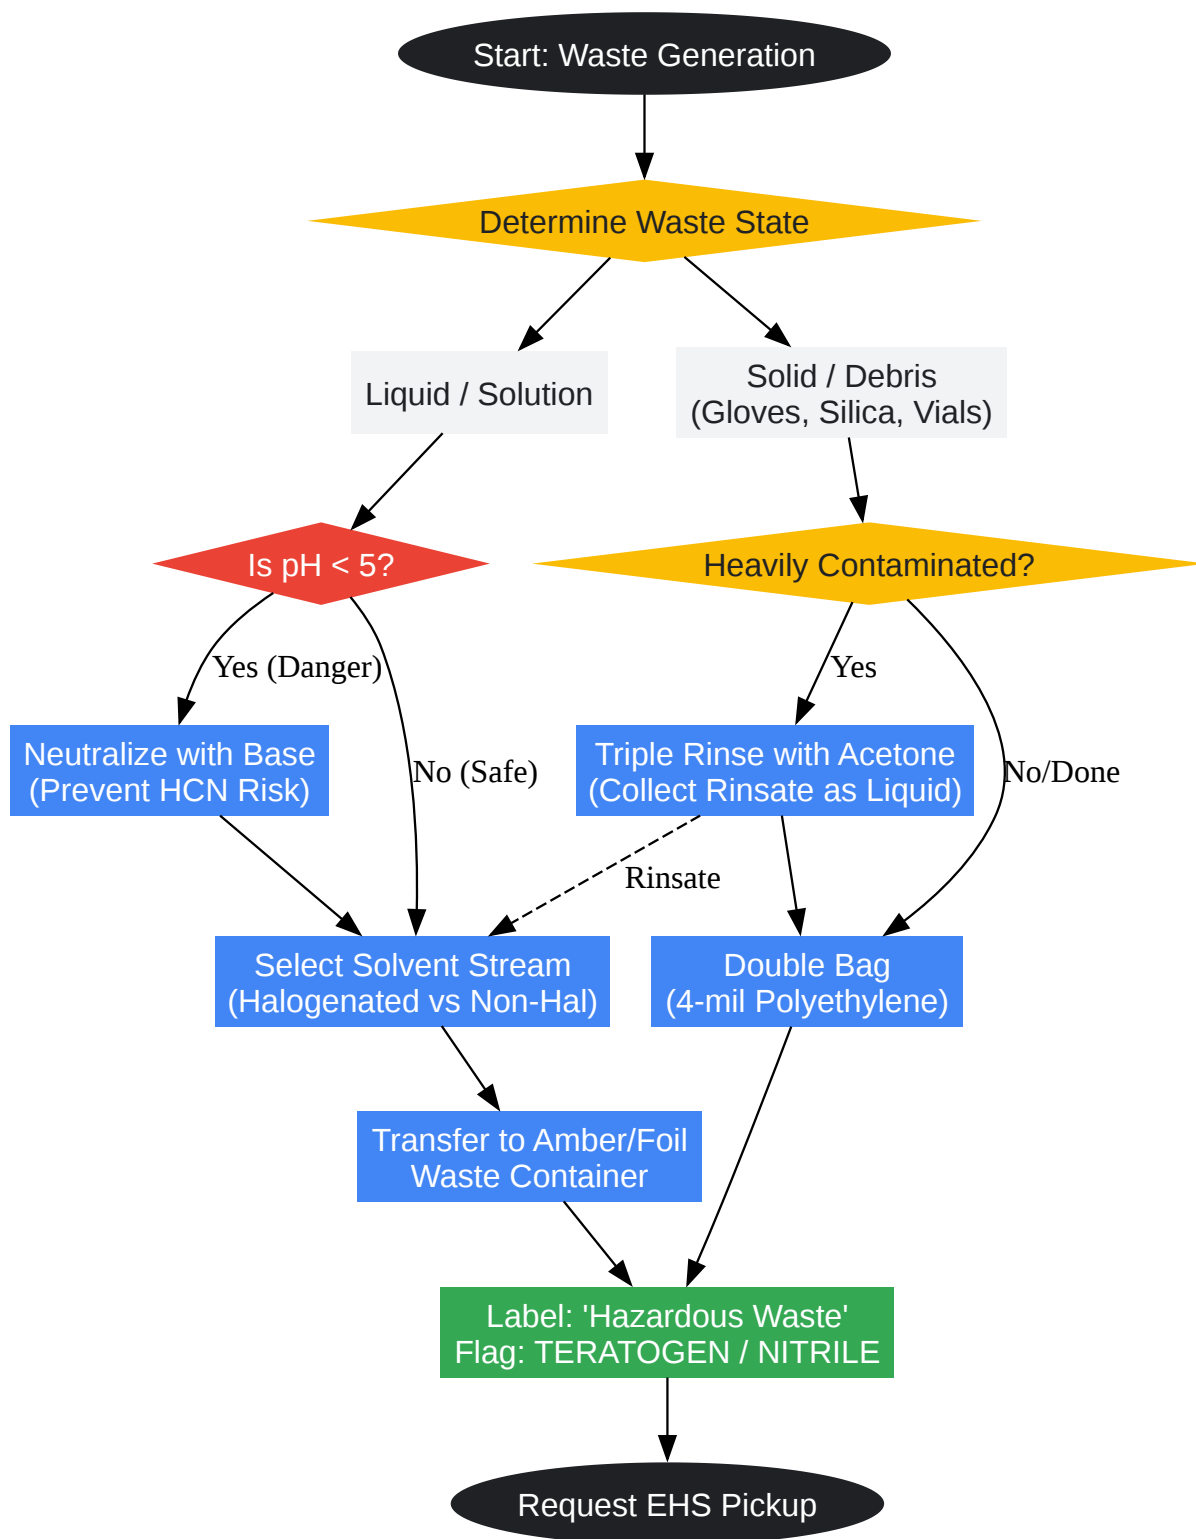 Start: Waste Generation
Determine Waste State
Liquid / Solution
Solid / Debris
(Gloves, Silica, Vials)
Is pH < 5?
Heavily Contaminated?
Yes (Danger)
Yes
Neutralize with Base
(Prevent HCN Risk)
No (Safe)
Triple Rinse with Acetone
(Collect Rinsate as Liquid)
No/Done
Rinsate
Select Solvent Stream
(Halogenated vs Non-Hal)
Double Bag
(4-mil Polyethylene)
Transfer to Amber/Foil
Waste Container
Label: 'Hazardous Waste'
Flag: TERATOGEN / NITRILE
Request EHS Pickup